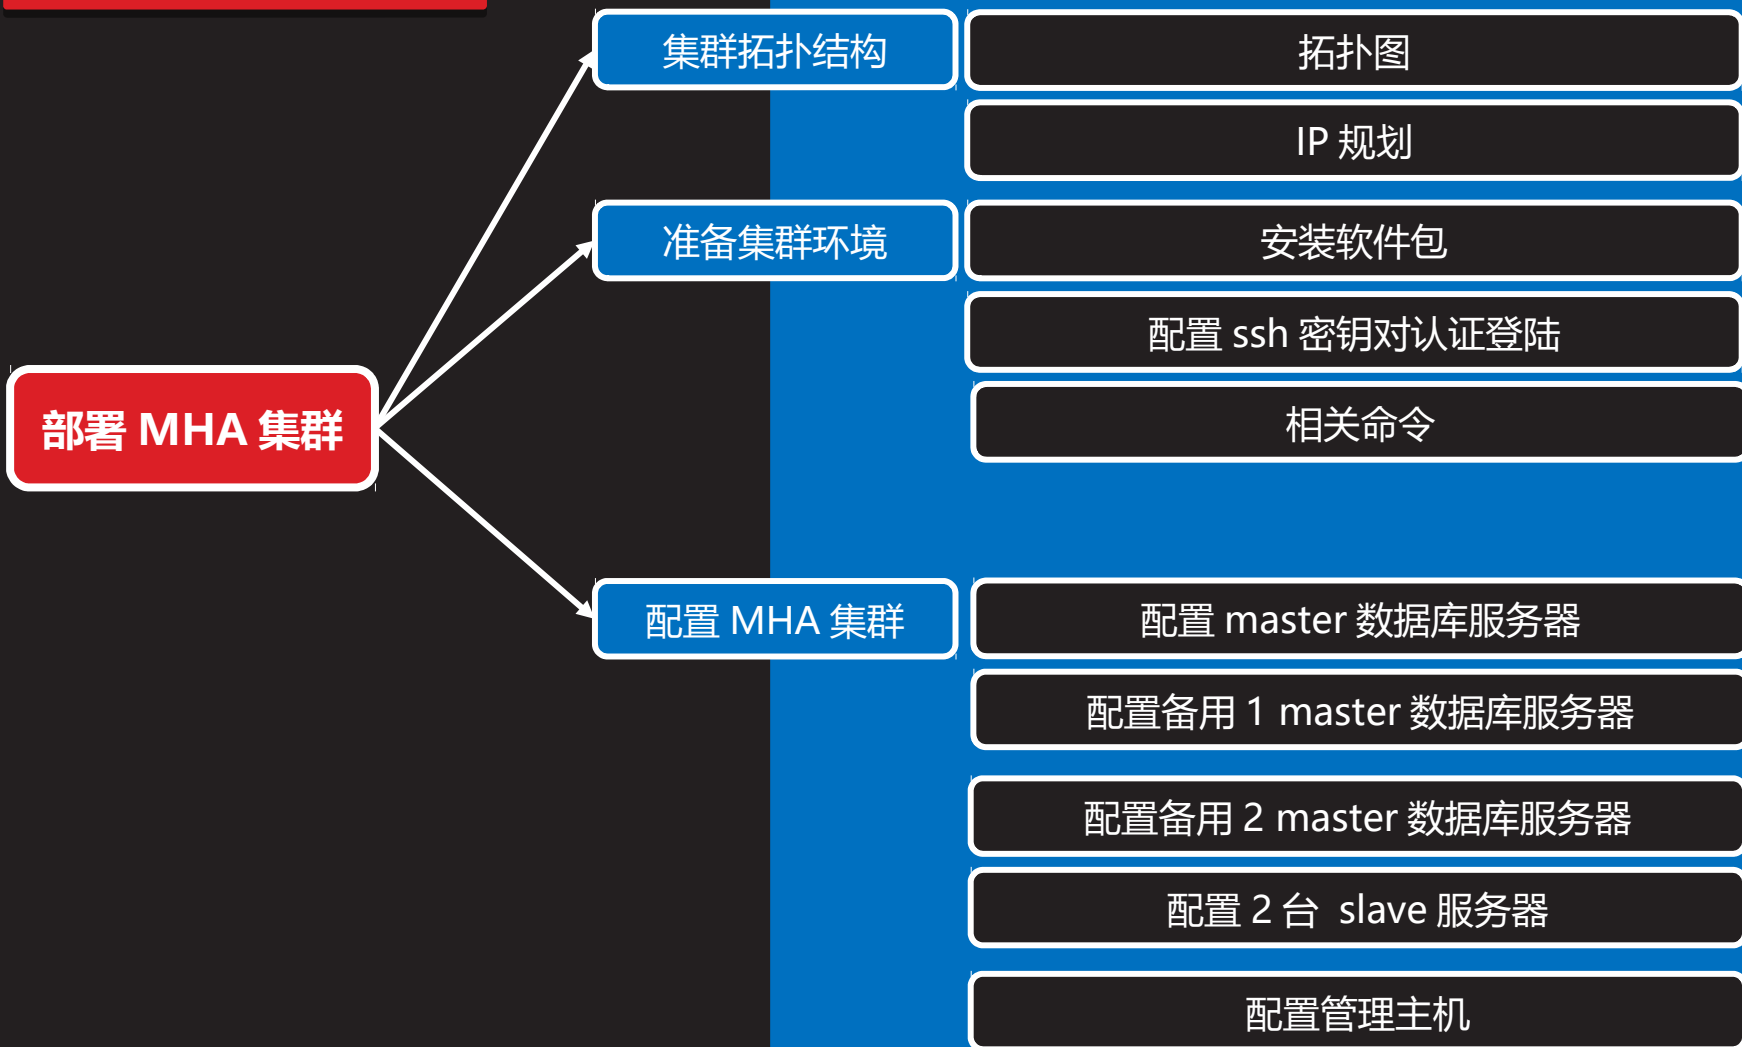 集群拓扑结构
拓扑图
IP 规划
准备集群环境
安装软件包
配置 ssh 密钥对认证登陆
相关命令
部署 MHA 集群
配置 MHA 集群
配置 master 数据库服务器
配置备用 1 master 数据库服务器
配置备用 2 master 数据库服务器
配置 2 台 slave 服务器
配置管理主机